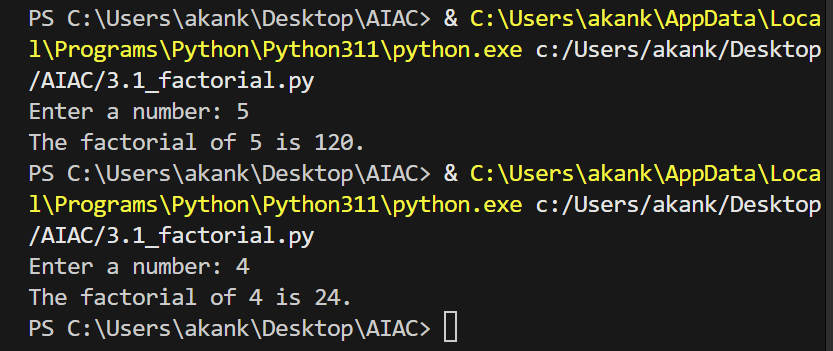 PS C:\Users\akank\Desktop\AIAC> & C:\Users\akank\AppData\Loca
l\Programs\Python\Python311\python.exe c:/Users/akank/Desktop
/AIAC/3.1_factorial.py
Enter a number: 5
The factorial of 5 is 120.
PS C:\Users\akank\Desktop\AIAC> & C:\Users\akank\AppData\Loca
l\Programs\Python\Python311\python.exe c:/Users/akank/Desktop
/AIAC/3.1_factorial.py
Enter a number: 4
The factorial of 4 is 24.
PS C:\Users\akank\Desktop\AIAC>